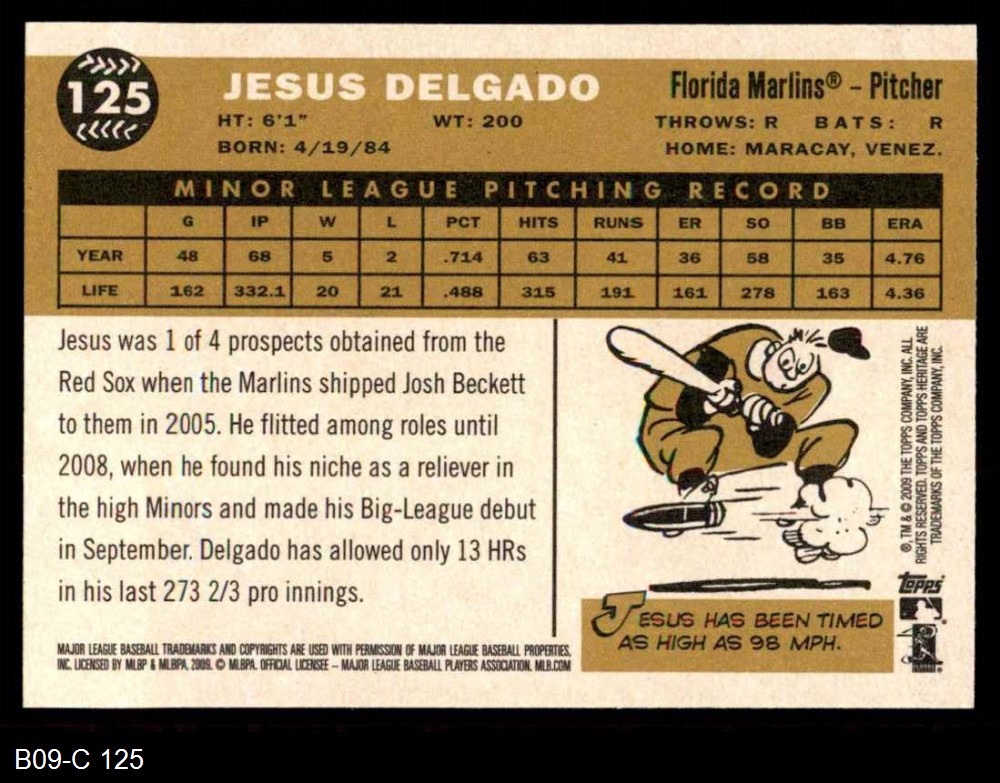 125
JESUS DELGADO
Florida Marlins® – Pitcher
HT: 6'1" WT: 200
THROWS: R BATS: R
BORN: 4/19/84
HOME: MARACAY, VENEZ.
MINOR LEAGUE PITCHING RECORD
G IP W L PCT HITS RUNS ER SO BB ERA
YEAR 48 68 5 2 .714 63 41 36 58 35 4.76
LIFE 162 332.1 20 21 .488 315 191 161 278 163 4.36
Jesus was 1 of 4 prospects obtained from the
Red Sox when the Marlins shipped Josh Beckett
to them in 2005. He flitted among roles until
2008, when he found his niche as a reliever in
the high Minors and made his Big-League debut
in September. Delgado has allowed only 13 HRs
in his last 273 2/3 pro innings.
MAJOR LEAGUE BASEBALL TRADEMARKS AND COPYRIGHTS ARE USED WITH PERMISSION OF MAJOR LEAGUE BASEBALL PROPERTIES,
INC. LICENSED BY MLBP & MLBPA, 2009. © MLBPA. OFFICIAL LICENSEE – MAJOR LEAGUE BASEBALL PLAYERS ASSOCIATION. MLB.COM
JESUS HAS BEEN TIMED
AS HIGH AS 98 MPH.
®, TM & © 2009 THE TOPPS COMPANY, INC. ALL
RIGHTS RESERVED. TOPPS AND TOPPS HERITAGE ARE
TRADEMARKS OF THE TOPPS COMPANY, INC.
topps
B09-C 125